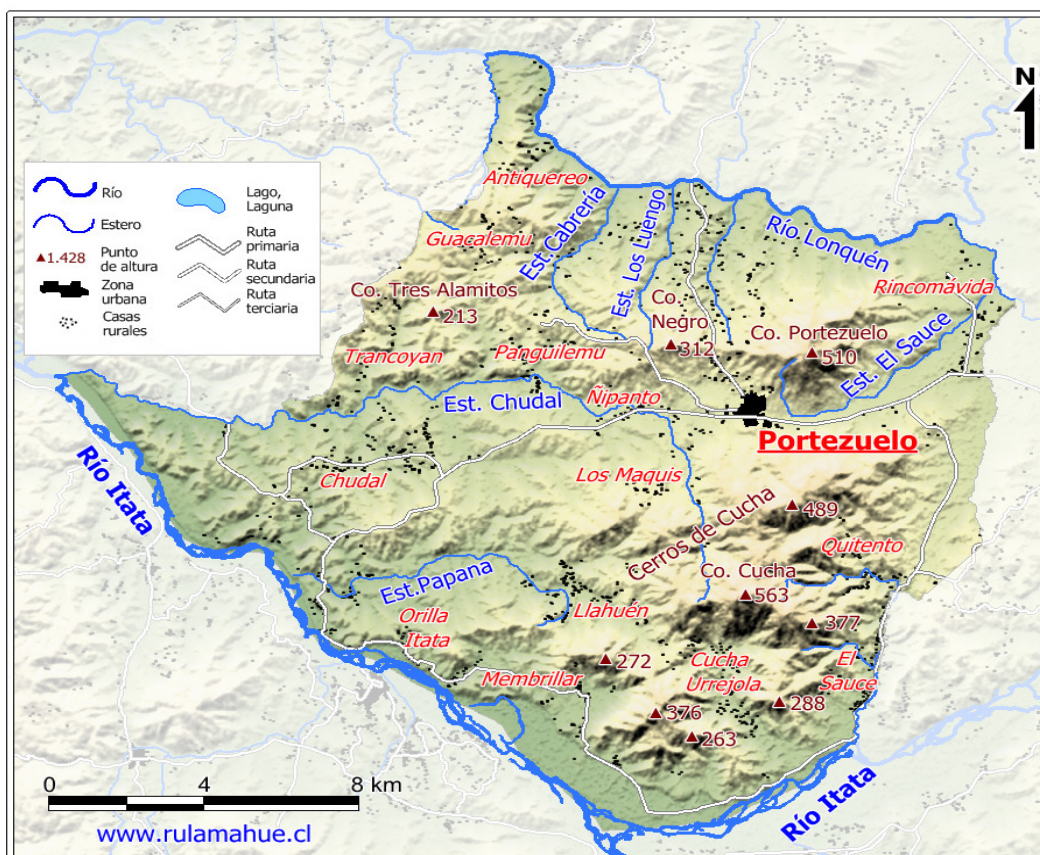 N
Río
Estero
1.428
Punto
de altura
Zona
urbana
Casas
rurales
Lago,
Laguna
Ruta
primaria
Ruta
secundaria
Ruta
terciaria
Antiquereo
Guacalemu
Est.Cabrería
Est. Los Luengo
Río Lonquén
Rincomávida
Co. Tres Alamitos
213
Co.
Negro
312
Co. Portezuelo
510
Est. El Sauce
Trancoyan
Panguilemu
Ñipanto
Est. Chudal
Portezuelo
Río Itata
Chudal
Los Maquis
Cerros de Cucha
489
Quitento
Co. Cucha
563
377
Est.Papana
Orilla
Itata
Llahuén
272
Membrillar
Cucha
Urrejola
El
Sauce
288
376
263
Río Itata
0 4 8 km
www.rulamahue.cl